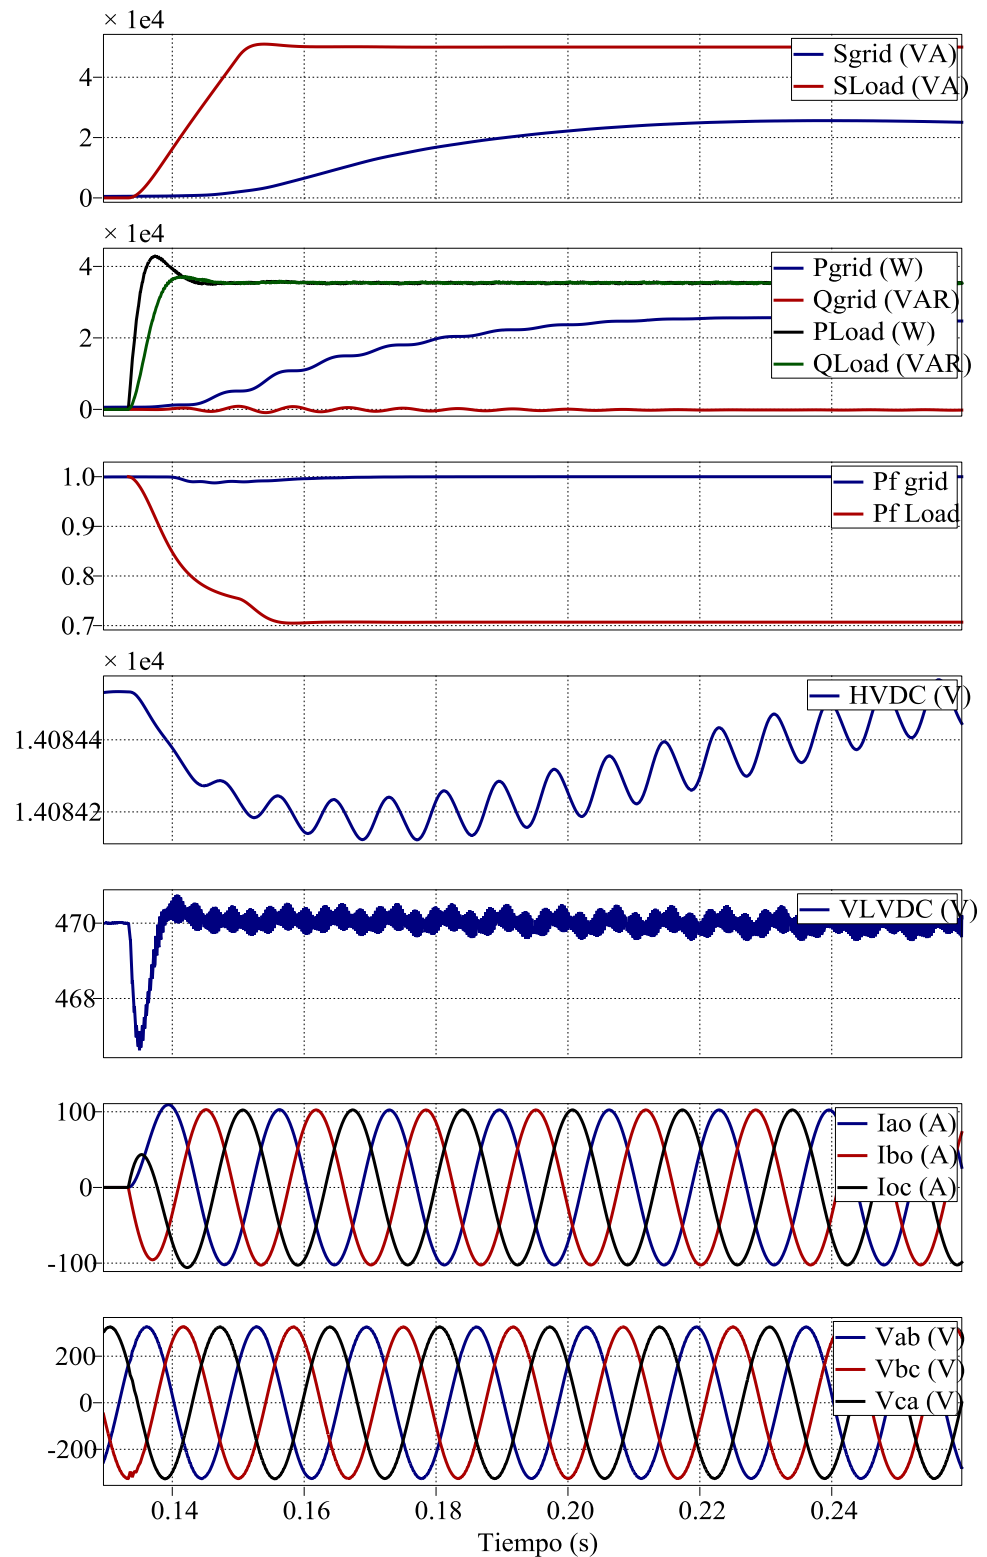 × 1e4
Sgrid (VA)
SLoad (VA)
4
2
0
× 1e4
Pgrid (W)
Qgrid (VAR)
PLoad (W)
QLoad (VAR)
4
2
0
1.0
0.9
0.8
0.7
Pf grid
Pf Load
× 1e4
HVDC (V)
1.40844
1.40842
VLVDC (V)
470
468
100
0
-100
Iao (A)
Ibo (A)
Ioc (A)
200
0
-200
Vab (V)
Vbc (V)
Vca (V)
0.14 0.16 0.18 0.20 0.22 0.24
Tiempo (s)